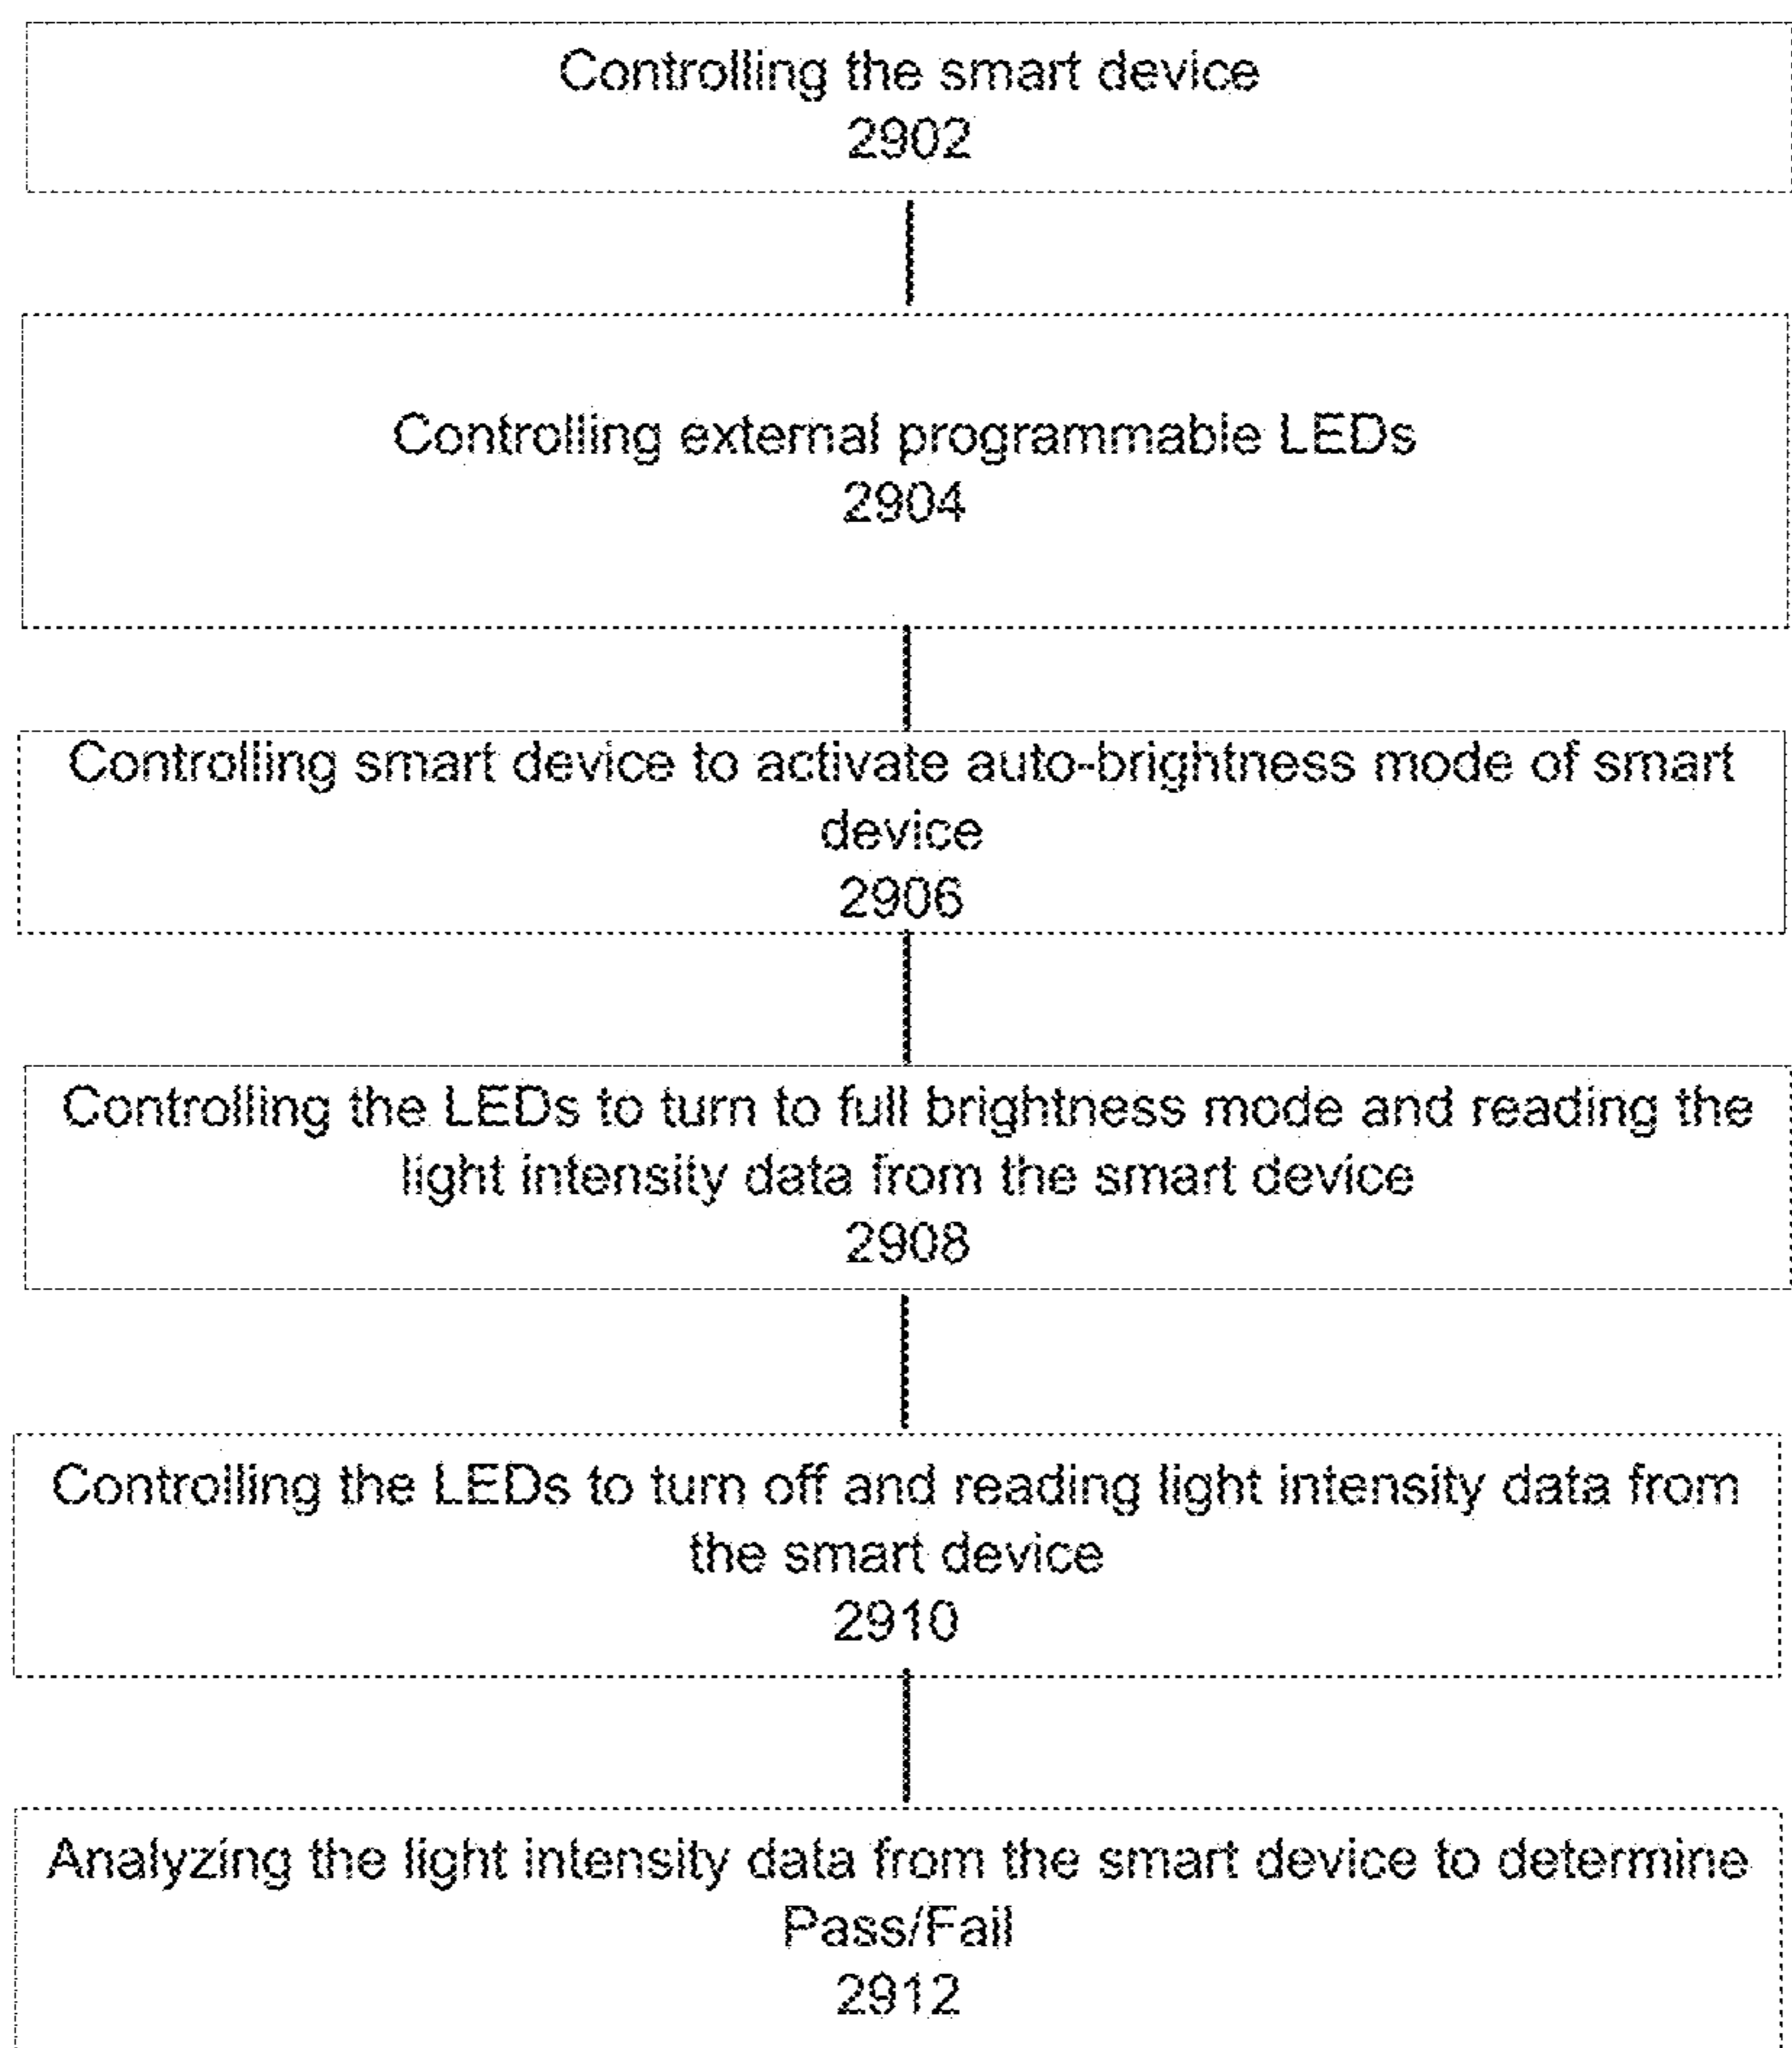 Controlling the smart device
2902
Controlling external programmable LEDs
2904
Controlling smart device to activate auto-brightness mode of smart
device
2906
Controlling the LEDs to turn to full brightness mode and reading the
light intensity data from the smart device
2908
Controlling the LEDs to turn off and reading light intensity data from
the smart device
2910
Analyzing the light intensity data from the smart device to determine
Pass/Fail
2912